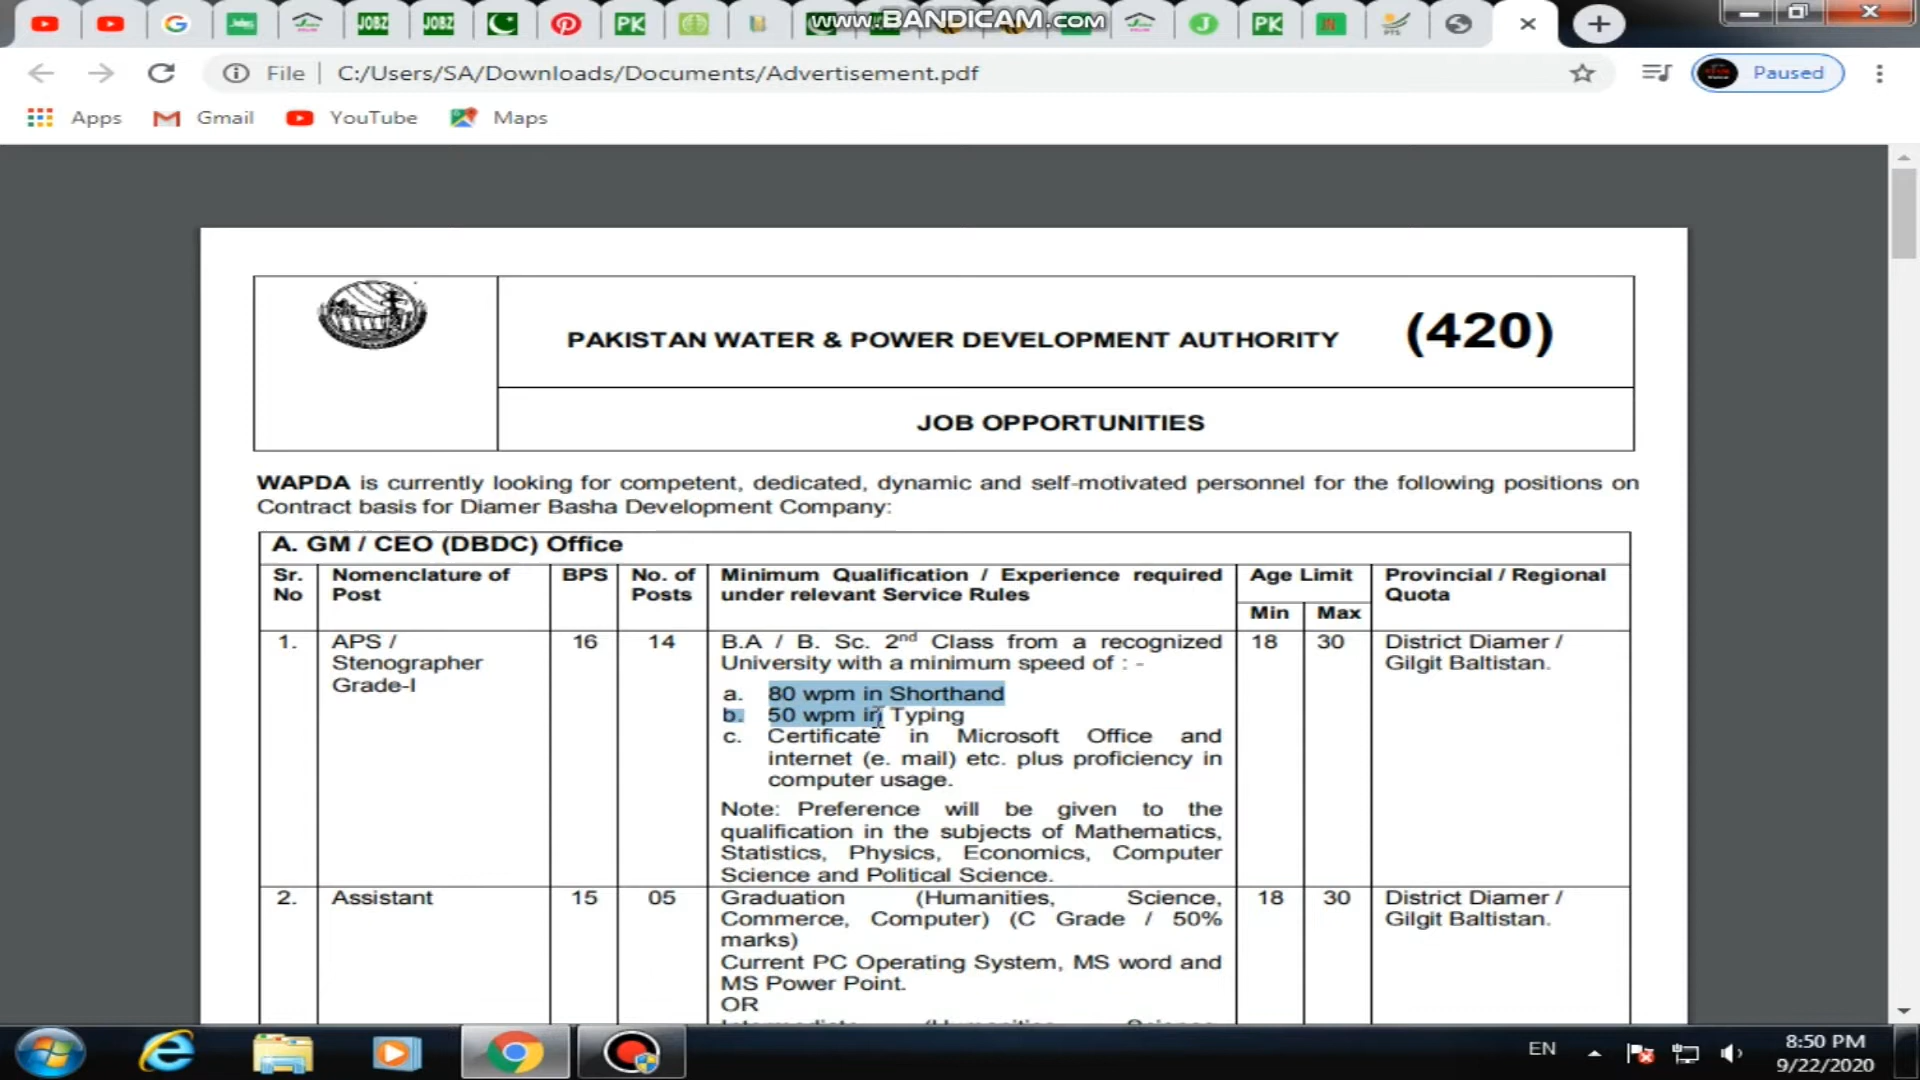 JOBZ
JOBZ
PK
WWW.BANDICAM.COM
J
PK
PTS
File
C:/Users/SA/Downloads/Documents/Advertisement.pdf
Paused
Apps
Gmail
YouTube
Maps
PAKISTAN WATER & POWER DEVELOPMENT AUTHORITY (420)
JOB OPPORTUNITIES
WAPDA is currently looking for competent, dedicated, dynamic and self-motivated personnel for the following positions on
Contract basis for Diamer Basha Development Company:
A. GM / CEO (DBDC) Office
Sr. No
Nomenclature of Post
BPS
No. of Posts
Minimum Qualification / Experience required
under relevant Service Rules
Age Limit
Min Max
Provincial / Regional
Quota
1.
APS /
Stenographer
Grade-I
16
14
B.A / B. Sc. 2nd Class from a recognized
University with a minimum speed of : -
a. 80 wpm in Shorthand
b. 50 wpm in Typing
c. Certificate in Microsoft Office and
internet (e. mail) etc. plus proficiency in
computer usage.
Note: Preference will be given to the
qualification in the subjects of Mathematics,
Statistics, Physics, Economics, Computer
Science and Political Science.
18
30
District Diamer /
Gilgit Baltistan.
2.
Assistant
15
05
Graduation (Humanities, Science,
Commerce, Computer) (C Grade / 50%
marks)
Current PC Operating System, MS word and
MS Power Point.
OR
18
30
District Diamer /
Gilgit Baltistan.
EN
8:50 PM
9/22/2020